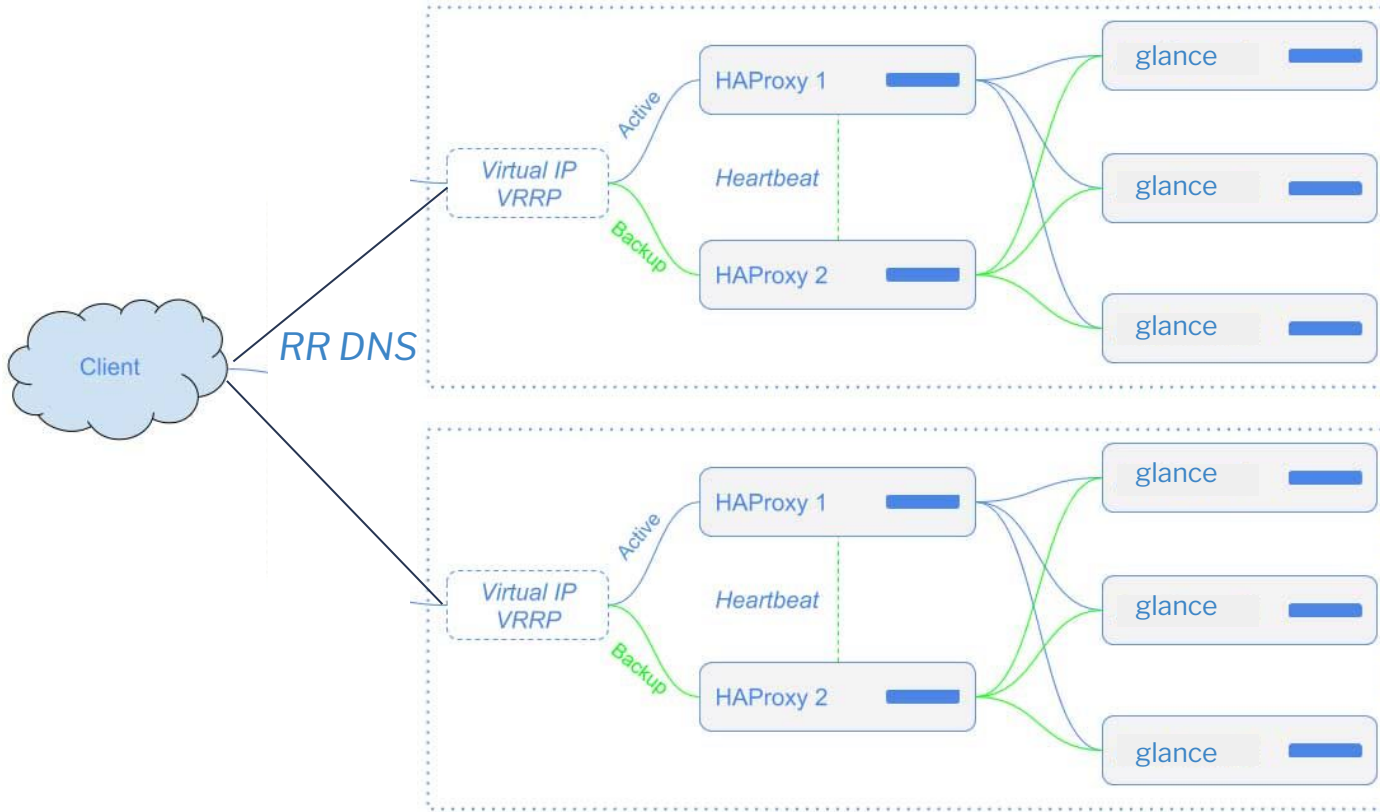 Client
RR DNS
Virtual IP
VRRP
Active
Backup
HAProxy 1
Heartbeat
HAProxy 2
glance
glance
glance
Virtual IP
VRRP
Active
Backup
HAProxy 1
Heartbeat
HAProxy 2
glance
glance
glance